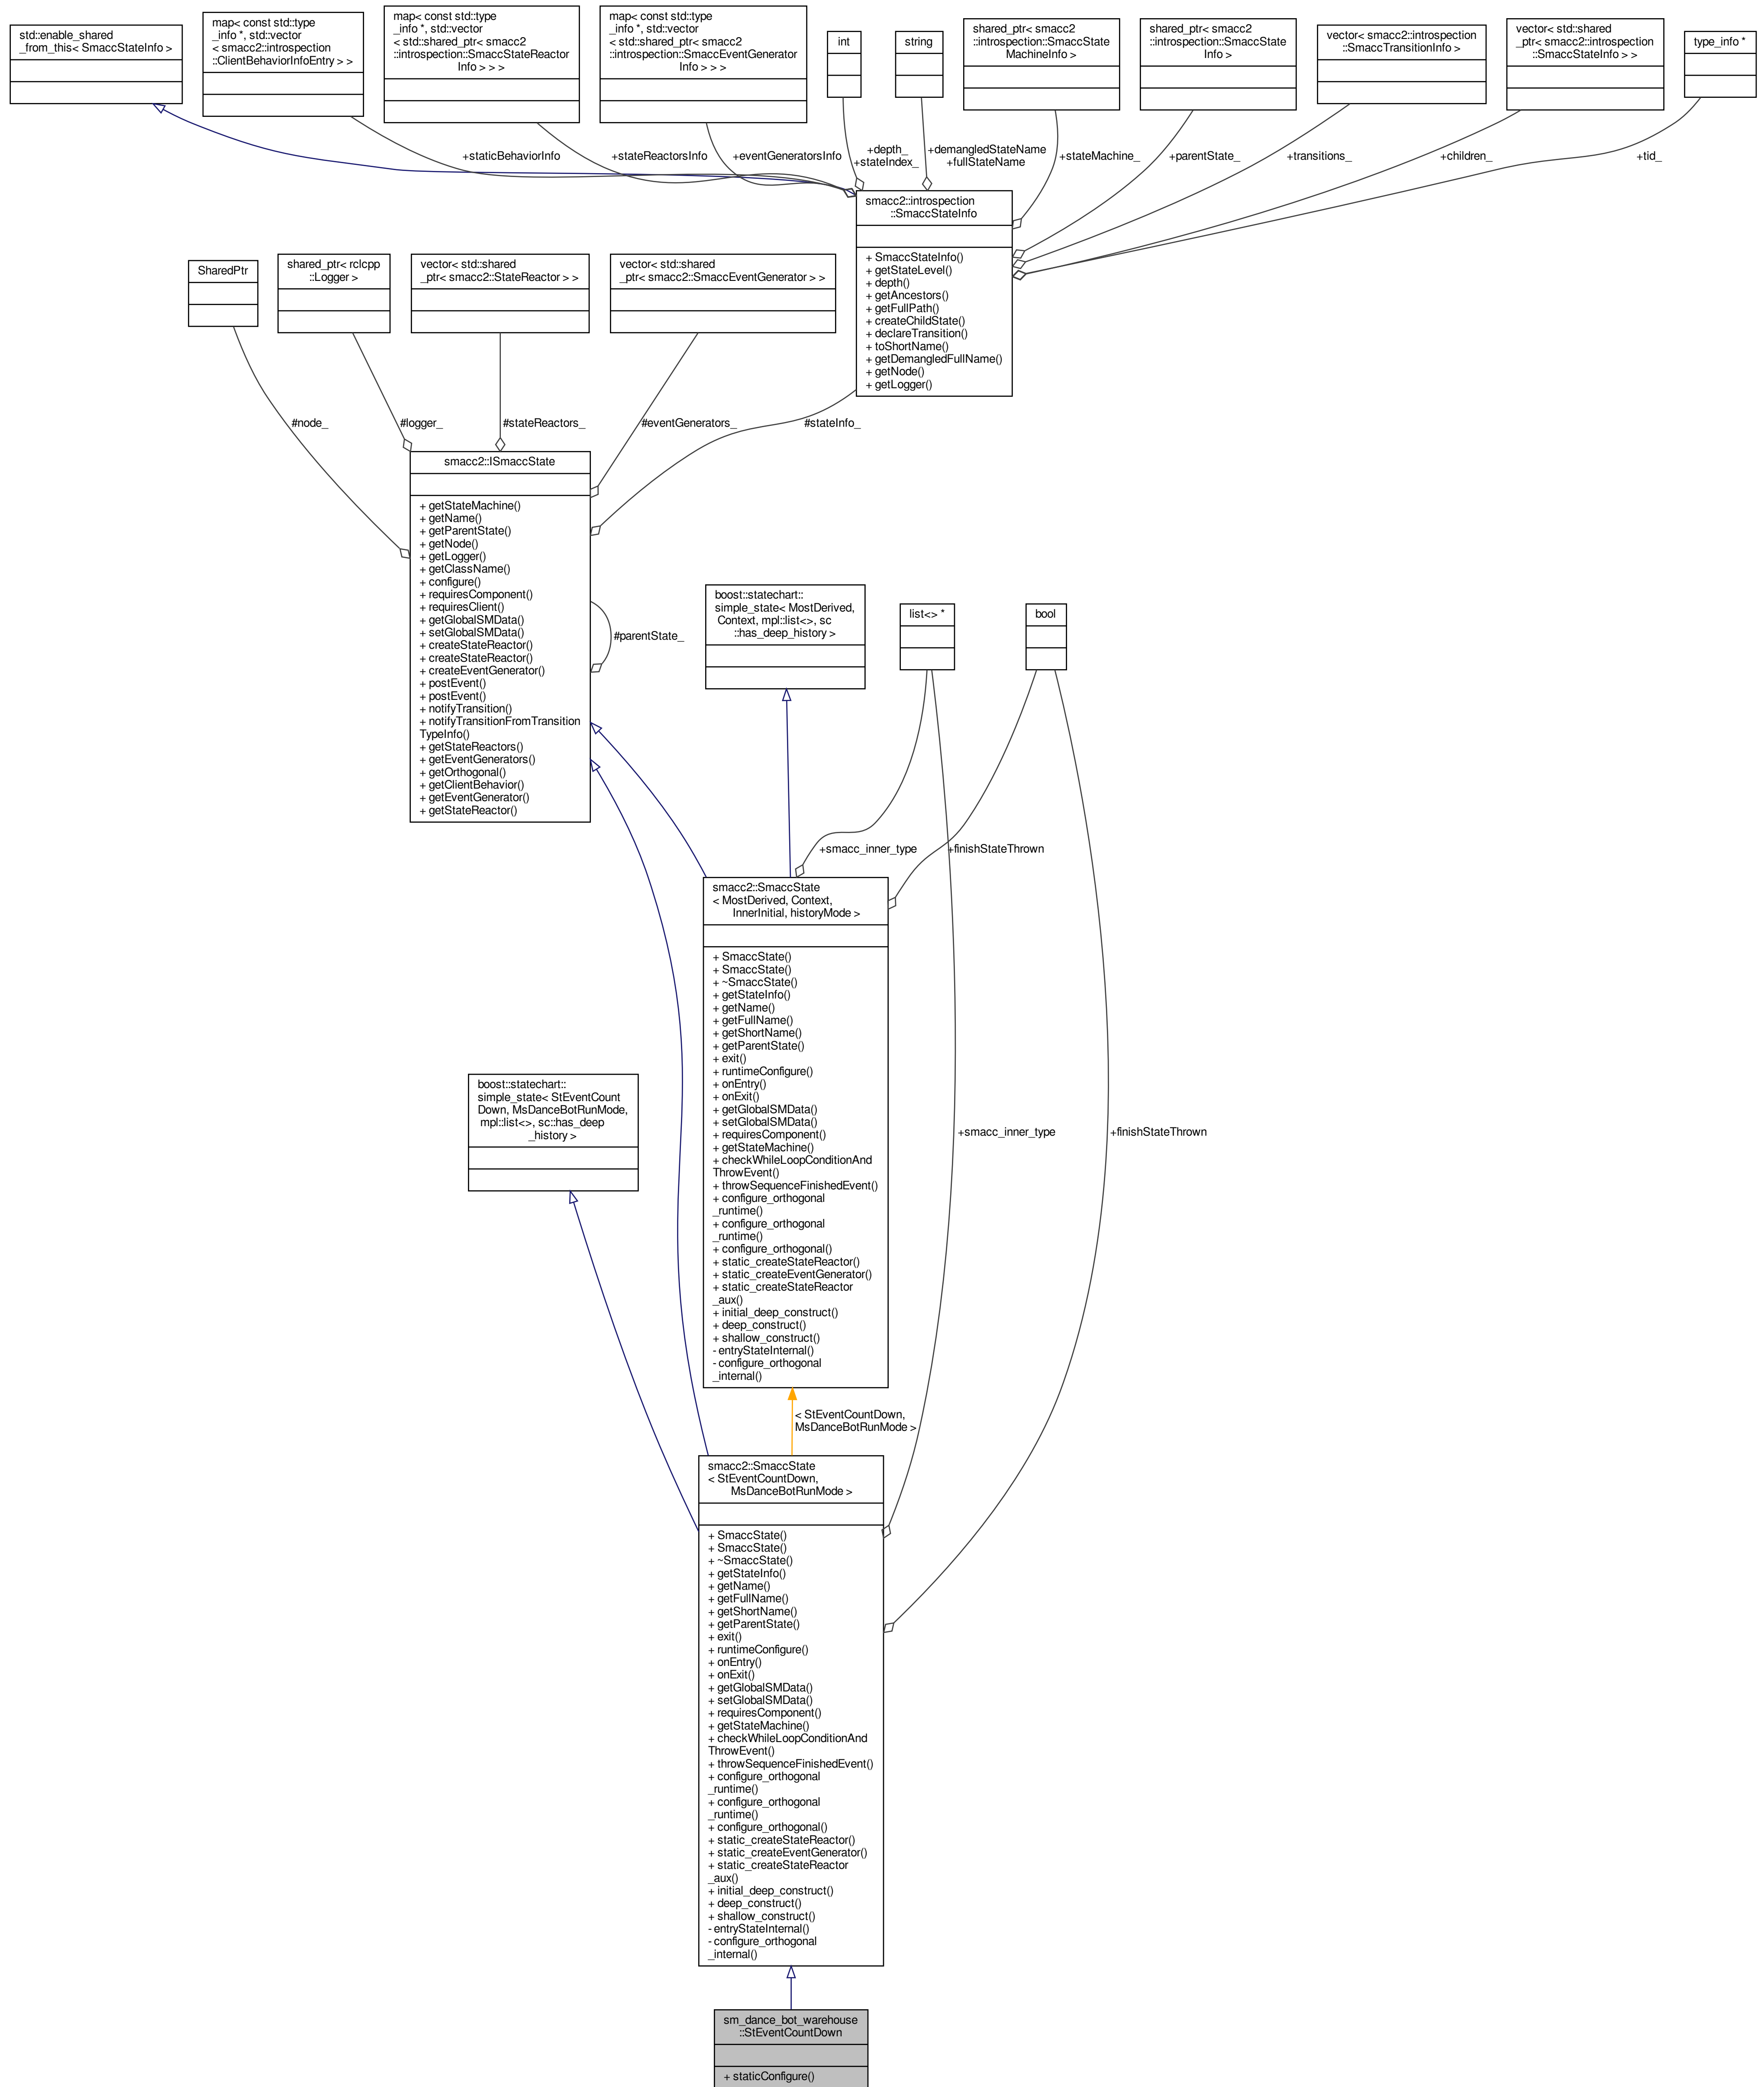 std::enable_shared
_from_this< SmaccStateInfo >
map< const std::type
_info *, std::vector
< smacc2::introspection
::ClientBehaviorInfoEntry > >
map< const std::type
_info *, std::vector
< std::shared_ptr< smacc2
::introspection::SmaccStateReactor
Info > > >
map< const std::type
_info *, std::vector
< std::shared_ptr< smacc2
::introspection::SmaccEventGenerator
Info > > >
int
string
shared_ptr< smacc2
::introspection::SmaccState
MachineInfo >
shared_ptr< smacc2
::introspection::SmaccState
Info >
vector< smacc2::introspection
::SmaccTransitionInfo >
vector< std::shared
_ptr< smacc2::introspection
::SmaccStateInfo > >
type_info *
+staticBehaviorInfo
+stateReactorsInfo
+eventGeneratorsInfo
+depth_
+stateIndex_
+demangledStateName
+fullStateName
+stateMachine_
+parentState_
+transitions_
+children_
+tid_
smacc2::introspection
::SmaccStateInfo
+ SmaccStateInfo()
+ getStateLevel()
+ depth()
+ getAncestors()
+ getFullPath()
+ createChildState()
+ declareTransition()
+ toShortName()
+ getDemangledFullName()
+ getNode()
+ getLogger()
SharedPtr
shared_ptr< rclcpp
::Logger >
vector< std::shared
_ptr< smacc2::StateReactor > >
vector< std::shared
_ptr< smacc2::SmaccEventGenerator > >
#node_
#logger_
#stateReactors_
#eventGenerators_
#stateInfo_
smacc2::ISmaccState
+ getStateMachine()
+ getName()
+ getParentState()
+ getNode()
+ getLogger()
+ getClassName()
+ configure()
+ requiresComponent()
+ requiresClient()
+ getGlobalSMData()
+ setGlobalSMData()
+ createStateReactor()
+ createStateReactor()
+ createEventGenerator()
+ postEvent()
+ postEvent()
+ notifyTransition()
+ notifyTransitionFromTransition
TypeInfo()
+ getStateReactors()
+ getEventGenerators()
+ getOrthogonal()
+ getClientBehavior()
+ getEventGenerator()
+ getStateReactor()
#parentState_
boost::statechart::
simple_state< MostDerived,
Context, mpl::list<>, sc
::has_deep_history >
list<> *
bool
+smacc_inner_type
+finishStateThrown
smacc2::SmaccState
< MostDerived, Context,
InnerInitial, historyMode >
+ SmaccState()
+ SmaccState()
+ ~SmaccState()
+ getStateInfo()
+ getName()
+ getFullName()
+ getShortName()
+ getParentState()
+ exit()
+ runtimeConfigure()
+ onEntry()
+ onExit()
+ getGlobalSMData()
+ setGlobalSMData()
+ requiresComponent()
+ getStateMachine()
+ checkWhileLoopConditionAnd
ThrowEvent()
+ throwSequenceFinishedEvent()
+ configure_orthogonal
_runtime()
+ configure_orthogonal
_runtime()
+ configure_orthogonal()
+ static_createStateReactor()
+ static_createEventGenerator()
+ static_createStateReactor
_aux()
+ initial_deep_construct()
+ deep_construct()
+ shallow_construct()
- entryStateInternal()
- configure_orthogonal
_internal()
boost::statechart::
simple_state< StEventCount
Down, MsDanceBotRunMode,
mpl::list<>, sc::has_deep
_history >
+smacc_inner_type
+finishStateThrown
< StEventCountDown,
MsDanceBotRunMode >
smacc2::SmaccState
< StEventCountDown,
MsDanceBotRunMode >
+ SmaccState()
+ SmaccState()
+ ~SmaccState()
+ getStateInfo()
+ getName()
+ getFullName()
+ getShortName()
+ getParentState()
+ exit()
+ runtimeConfigure()
+ onEntry()
+ onExit()
+ getGlobalSMData()
+ setGlobalSMData()
+ requiresComponent()
+ getStateMachine()
+ checkWhileLoopConditionAnd
ThrowEvent()
+ throwSequenceFinishedEvent()
+ configure_orthogonal
_runtime()
+ configure_orthogonal
_runtime()
+ configure_orthogonal()
+ static_createStateReactor()
+ static_createEventGenerator()
+ static_createStateReactor
_aux()
+ initial_deep_construct()
+ deep_construct()
+ shallow_construct()
- entryStateInternal()
- configure_orthogonal
_internal()
sm_dance_bot_warehouse
::StEventCountDown
+ staticConfigure()